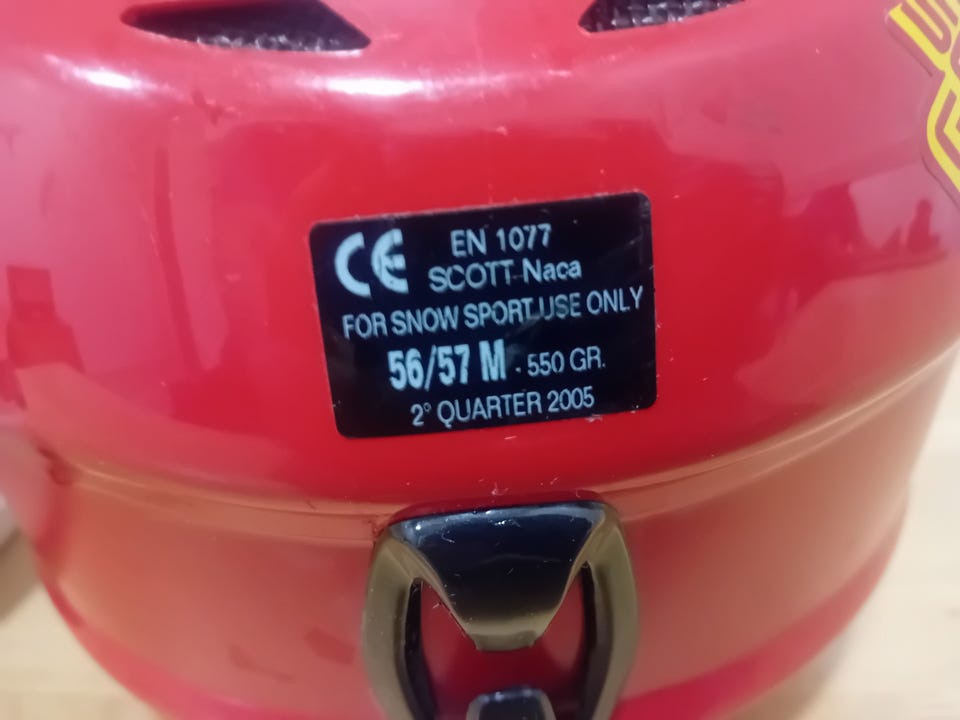 CE EN 1077
SCOTT Naca
FOR SNOW SPORT USE ONLY
56/57 M - 550 GR.
2° QUARTER 2005